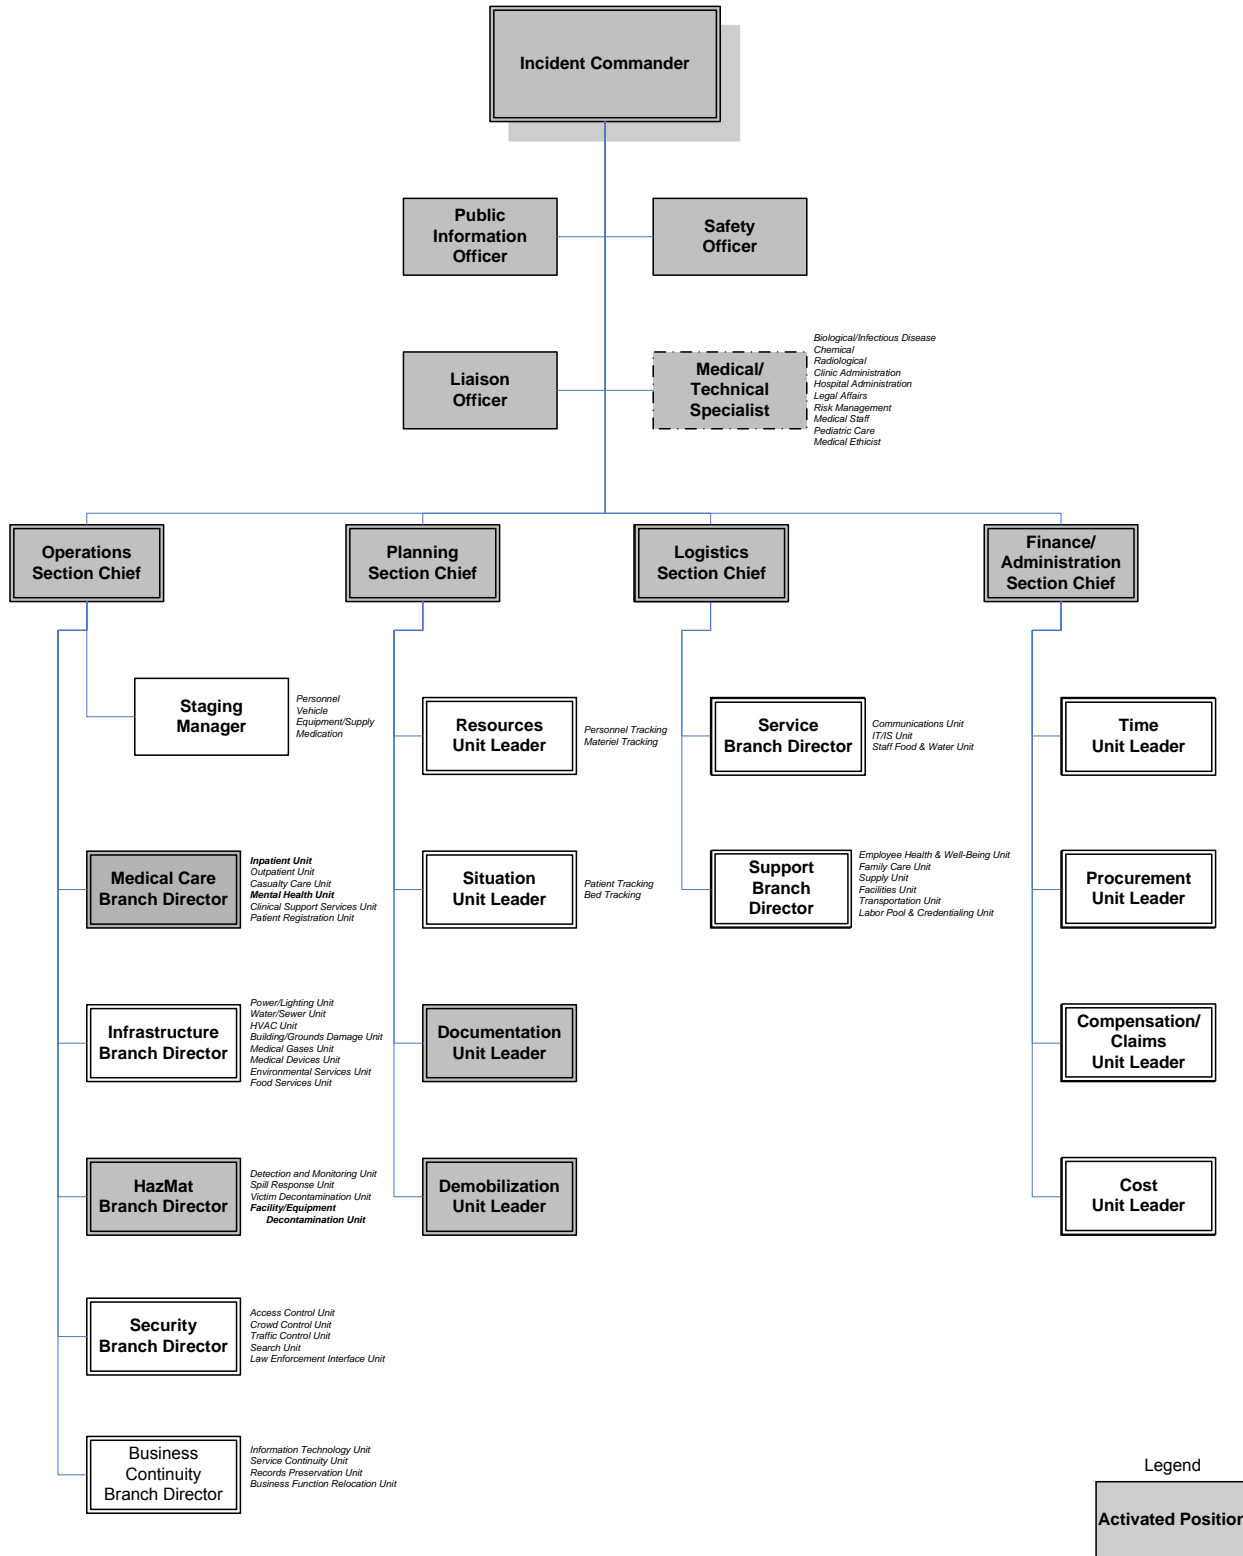 Incident Commander
Public
Information
Officer
Safety
Officer
Liaison
Officer
Medical/
Technical
Specialist
Biological/Infectious Disease
Chemical
Radiological
Clinic Administration
Hospital Administration
Legal Affairs
Risk Management
Medical Staff
Pediatric Care
Medical Ethicist
Operations
Section Chief
Planning
Section Chief
Logistics
Section Chief
Finance/
Administration
Section Chief
Staging
Manager
Personnel
Vehicle
Equipment/Supply
Medication
Resources
Unit Leader
Personnel Tracking
Materiel Tracking
Service
Branch Director
Communications Unit
IT/IS Unit
Staff Food & Water Unit
Time
Unit Leader
Medical Care
Branch Director
Inpatient Unit
Outpatient Unit
Casualty Care Unit
Mental Health Unit
Clinical Support Services Unit
Patient Registration Unit
Situation
Unit Leader
Patient Tracking
Bed Tracking
Support
Branch
Director
Employee Health & Well-Being Unit
Family Care Unit
Supply Unit
Facilities Unit
Transportation Unit
Labor Pool & Credentialing Unit
Procurement
Unit Leader
Infrastructure
Branch Director
Power/Lighting Unit
Water/Sewer Unit
HVAC Unit
Building/Grounds Damage Unit
Medical Gases Unit
Medical Devices Unit
Environmental Services Unit
Food Services Unit
Documentation
Unit Leader
Compensation/
Claims
Unit Leader
HazMat
Branch Director
Detection and Monitoring Unit
Spill Response Unit
Victim Decontamination Unit
Facility/Equipment
Decontamination Unit
Demobilization
Unit Leader
Cost
Unit Leader
Security
Branch Director
Access Control Unit
Crowd Control Unit
Traffic Control Unit
Search Unit
Law Enforcement Interface Unit
Business
Continuity
Branch Director
Information Technology Unit
Service Continuity Unit
Records Preservation Unit
Business Function Relocation Unit
Legend
Activated Position